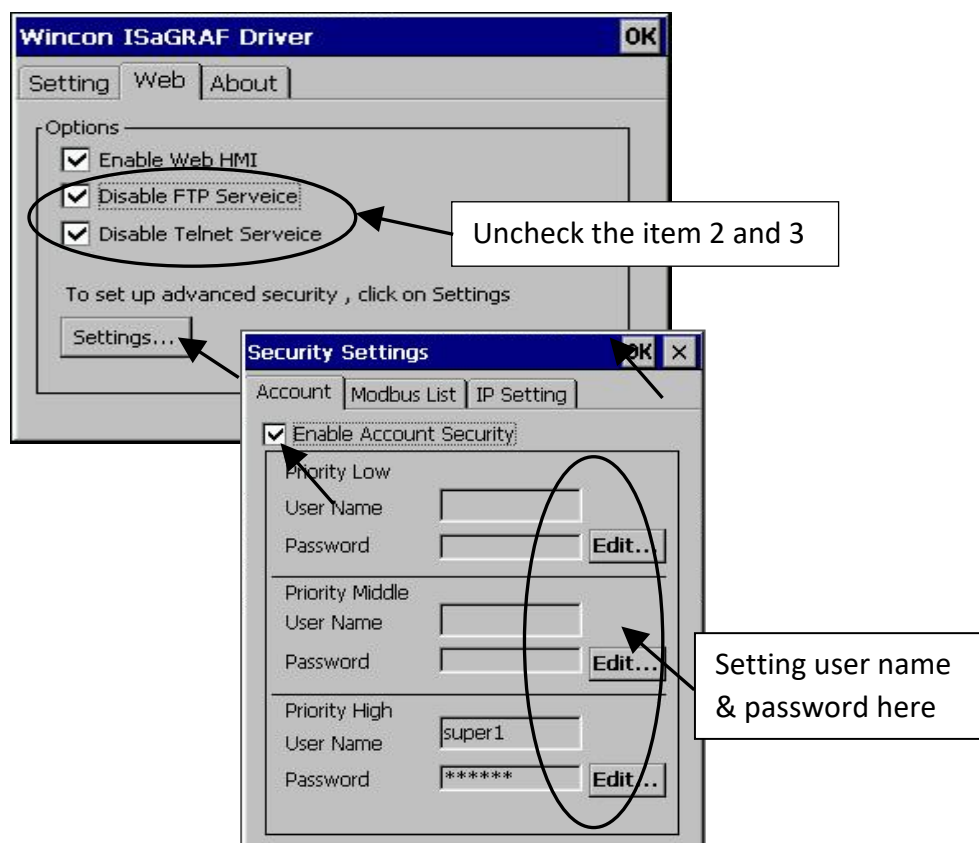 Wincon ISaGRAF Driver OK
Setting Web About
Options
Enable Web HMI
Disable FTP Serveice
Disable Telnet Serveice
Uncheck the item 2 and 3
To set up advanced security , click on Settings
Settings...
Security Settings OK ×
Account Modbus List IP Setting
Enable Account Security
Priority Low
User Name
Password Edit...
Priority Middle
User Name
Password Edit...
Setting user name
& password here
Priority High
User Name super1
Password ****** Edit...